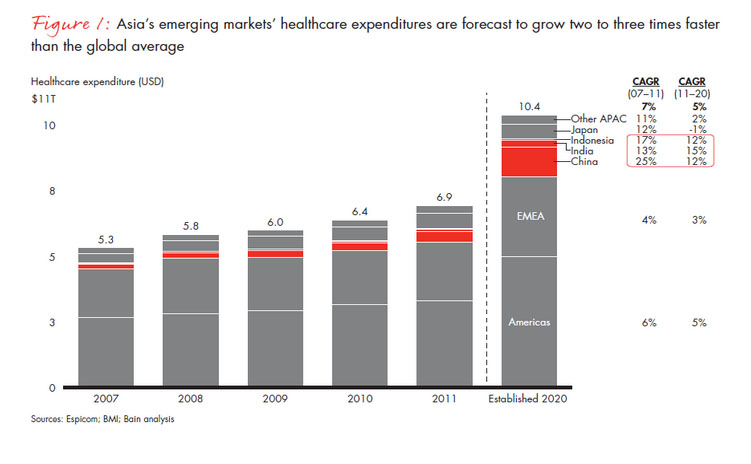 Figure 1: Asia's emerging markets' healthcare expenditures are forecast to grow two to three times faster
than the global average
Healthcare expenditure (USD)
CAGR CAGR
(07–11) (11–20)
$11T
10.4 7% 5%
Other APAC 11% 2%
10
Japan 12% -1%
Indonesia 17% 12%
India 13% 15%
China 25% 12%
8
6.9
6.4
6.0
5.8
5.3
EMEA 4% 3%
5
3
Americas 6% 5%
0
2007 2008 2009 2010 2011 Established 2020
Sources: Espicom; BMI; Bain analysis